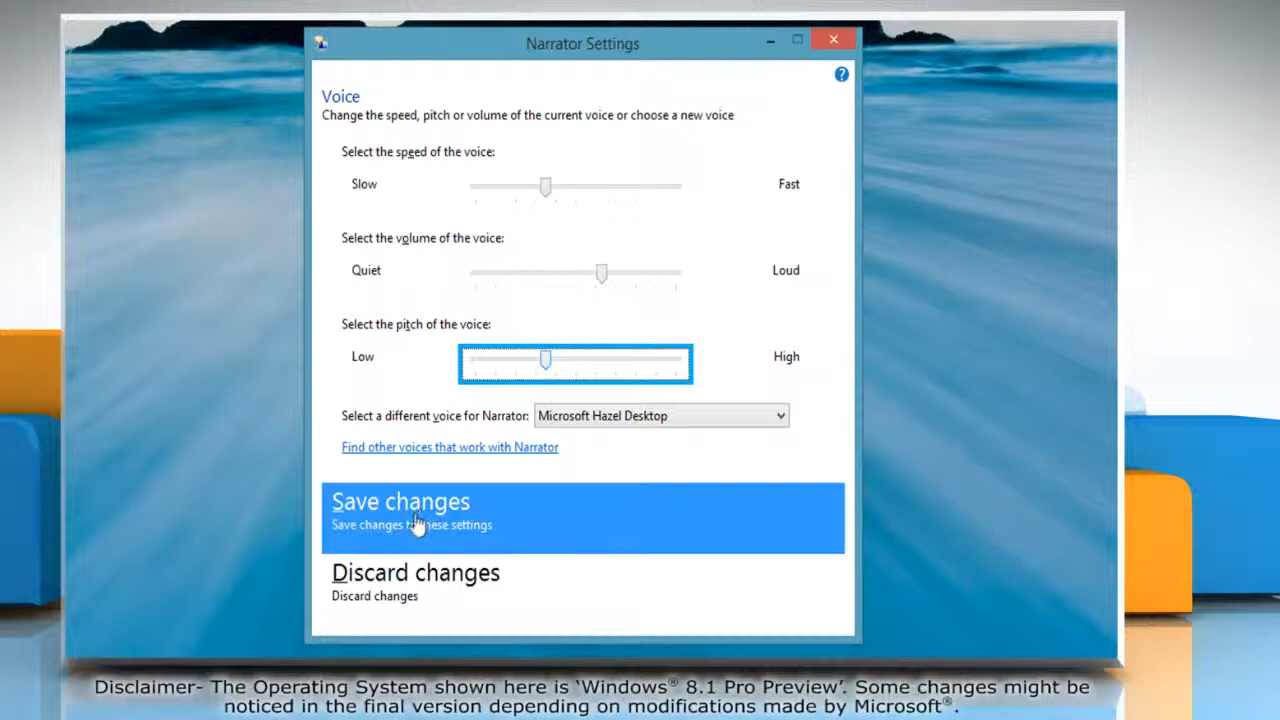 Narrator Settings
Voice
Change the speed, pitch or volume of the current voice or choose a new voice
Select the speed of the voice:
Slow Fast
Select the volume of the voice:
Quiet Loud
Select the pitch of the voice:
Low High
Select a different voice for Narrator: Microsoft Hazel Desktop
Find other voices that work with Narrator
Save changes
Save changes to these settings
Discard changes
Discard changes
Disclaimer- The Operating System shown here is ‘Windows® 8.1 Pro Preview’. Some changes might be
noticed in the final version depending on modifications made by Microsoft®.